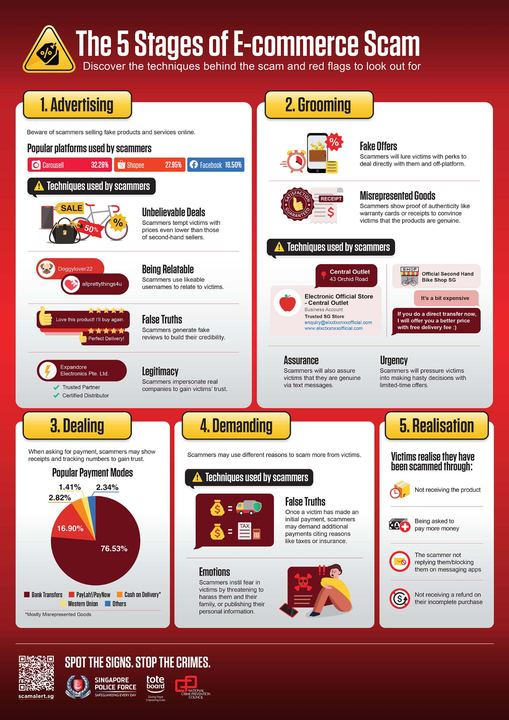 The 5 Stages of E-commerce Scam
Discover the techniques behind the scam and red flags to look out for
1. Advertising
Beware of scammers selling fake products and services online.
Popular platforms used by scammers
Carousell 32.29%
Shopee 27.95%
Facebook 18.50%
Techniques used by scammers
SALE
50%
%
Unbelievable Deals
Scammers tempt victims with
prices even lower than those
of second-hand sellers.
Doggylover22
allprettythings4u
Being Relatable
Scammers use likeable
usernames to relate to victims.
Love this product! I'll buy again.
Perfect Delivery!
False Truths
Scammers generate fake
reviews to build their credibility.
Expandore
Electronics Pte. Ltd.
Trusted Partner
Certified Distributor
Legitimacy
Scammers impersonate real
companies to gain victims' trust.
2. Grooming
%
Fake Offers
Scammers will lure victims with perks to
deal directly with them and off-platform.
SATISFACTION
GUARANTEED
RECEIPT
$
Misrepresented Goods
Scammers show proof of authenticity like
warranty cards or receipts to convince
victims that the products are genuine.
Techniques used by scammers
Central Outlet
43 Orchid Road
Electronic Official Store
- Central Outlet
Business Account
Trusted SG Store
SHOP
Official Second Hand
Bike Shop SG
It's a bit expensive
If you do a direct transfer now,
I will offer you a better price
with free delivery fee :)
Assurance
Scammers will also assure
victims that they are genuine
via text messages.
Urgency
Scammers will pressure victims
into making hasty decisions with
limited-time offers.
3. Dealing
When asking for payment, scammers may show
receipts and tracking numbers to gain trust.
Popular Payment Modes
1.41%
2.34%
2.82%
16.90%
76.53%
Bank Transfers
PayLah!/PayNow
Cash on Delivery*
Western Union
Others
*Mostly Misrepresented Goods
4. Demanding
Scammers may use different reasons to scam more from victims.
Techniques used by scammers
$
$
TAX
False Truths
Once a victim has made an
initial payment, scammers
may demand additional
payments citing reasons
like taxes or insurance.
Emotions
Scammers instil fear in
victims by threatening to
harass them and their
family, or publishing their
personal information.
5. Realisation
Victims realise they have
been scammed through:
Not receiving the product
Being asked to
pay more money
The scammer not
replying them/blocking
them on messaging apps
$
Not receiving a refund on
their incomplete purchase
scamalert.sg
SPOT THE SIGNS. STOP THE CRIMES.
SINGAPORE
POLICE FORCE
SAFEGUARDING EVERY DAY
tote
board
Giving Hope
Improving Lives
NATIONAL
CRIME PREVENTION
COUNCIL